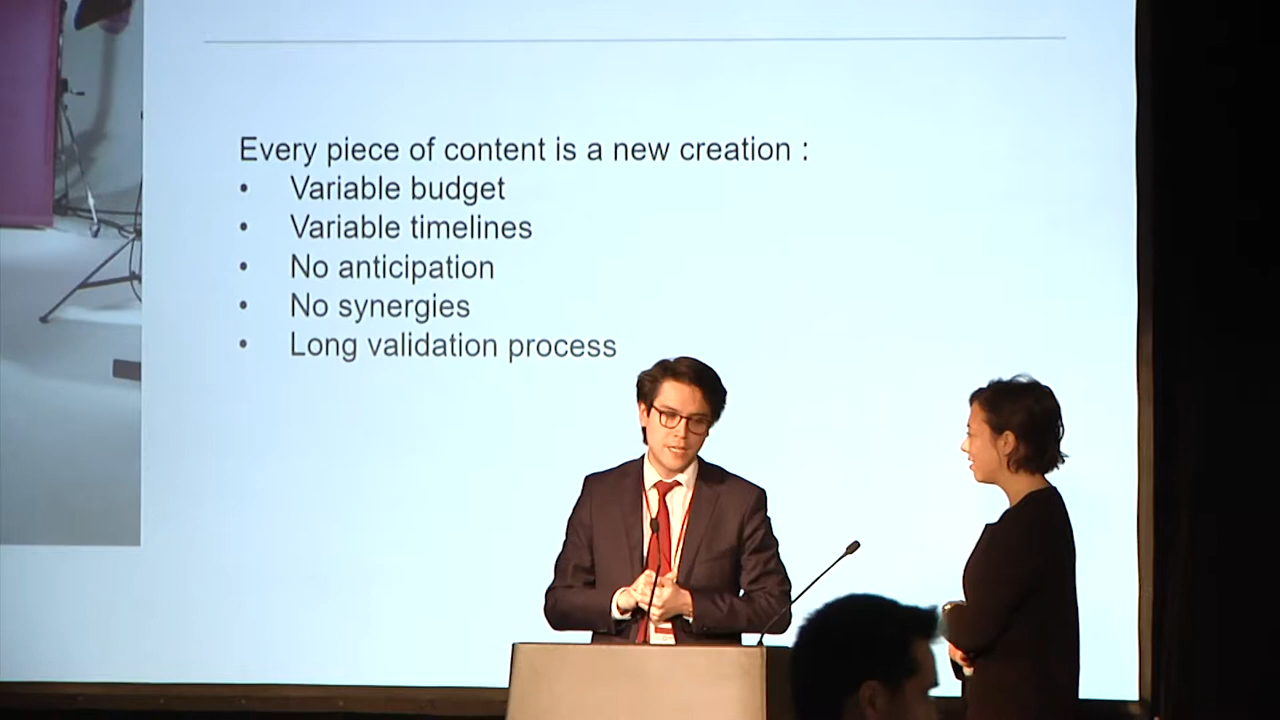 Every piece of content is a new creation :
• Variable budget
• Variable timelines
• No anticipation
• No synergies
• Long validation process